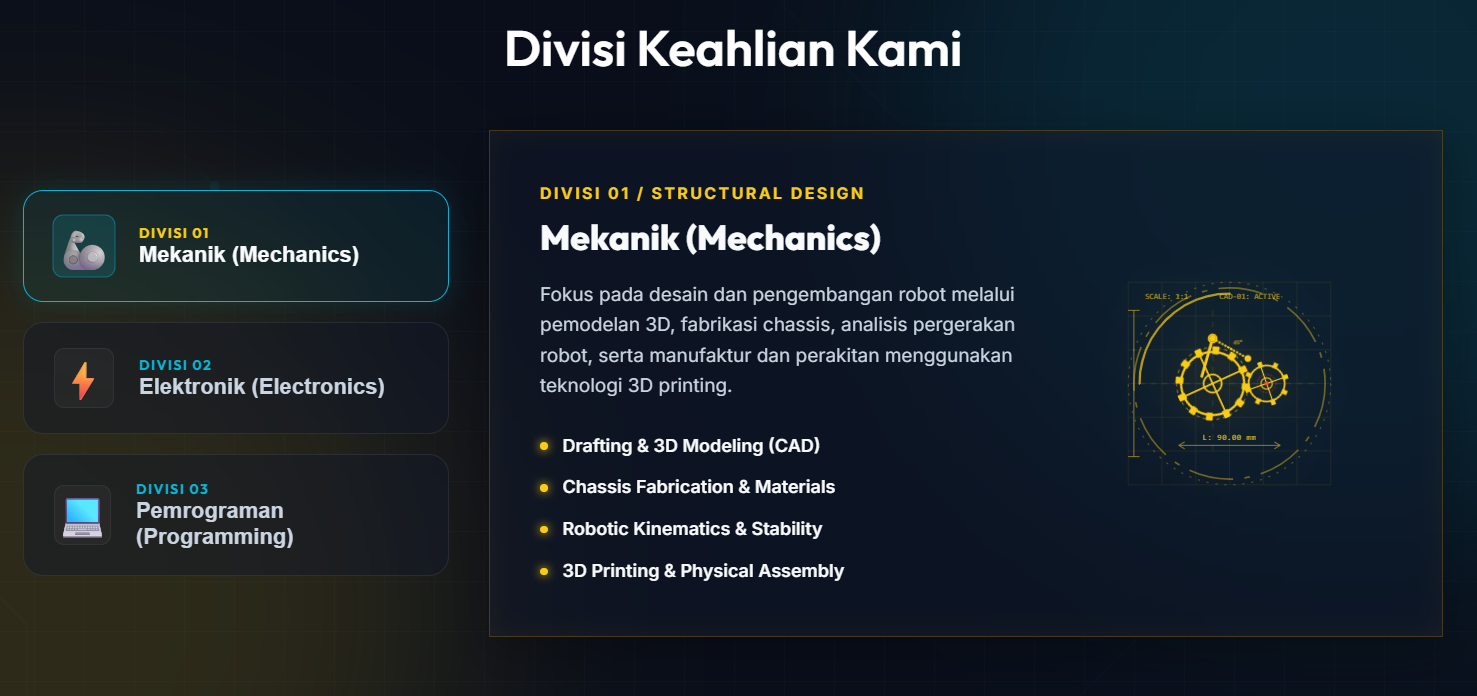 Divisi Keahlian Kami
DIVISI 01
Mekanik (Mechanics)
DIVISI 02
Elektronik (Electronics)
DIVISI 03
Pemrograman
(Programming)
DIVISI 01 / STRUCTURAL DESIGN
Mekanik (Mechanics)
Fokus pada desain dan pengembangan robot melalui
pemodelan 3D, fabrikasi chassis, analisis pergerakan
robot, serta manufaktur dan perakitan menggunakan
teknologi 3D printing.
Drafting & 3D Modeling (CAD)
Chassis Fabrication & Materials
Robotic Kinematics & Stability
3D Printing & Physical Assembly
SCALE: 1:1
CAD-01: ACTIVE
L: 90.00 mm